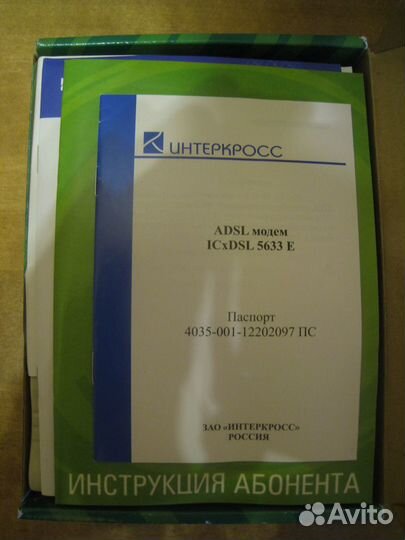 ИНТЕРКРОСС
ADSL модем
ICxDSL 5633 E
Паспорт
4035-001-12202097 ПС
ЗАО «ИНТЕРКРОСС»
РОССИЯ
ИНСТРУКЦИЯ АБОНЕНТА
Avito